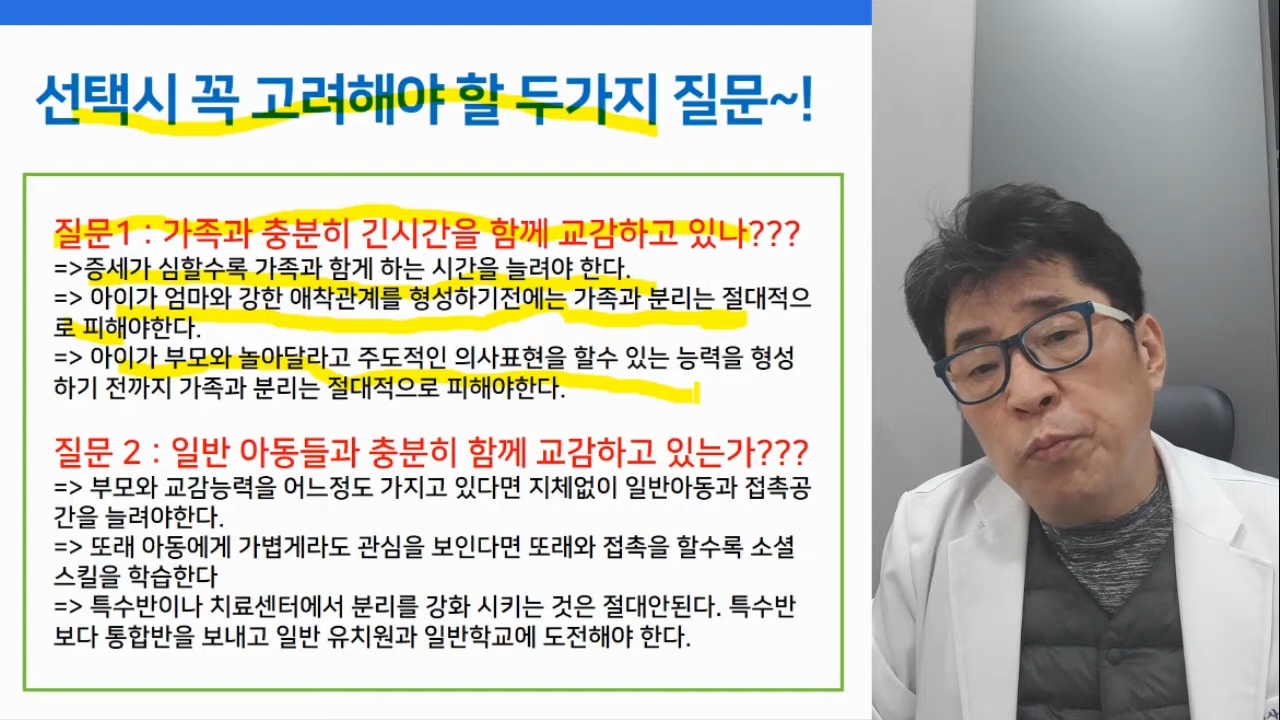 선택시 꼭 고려해야 할 두가지 질문~!
질문1 : 가족과 충분히 긴시간을 함께 교감하고 있나???
=>증세가 심할수록 가족과 함게 하는 시간을 늘려야 한다.
=> 아이가 엄마와 강한 애착관계를 형성하기전에는 가족과 분리는 절대적으
로 피해야한다.
=> 아이가 부모와 놀아달라고 주도적인 의사표현을 할수 있는 능력을 형성
하기 전까지 가족과 분리는 절대적으로 피해야한다.
질문 2 : 일반 아동들과 충분히 함께 교감하고 있는가???
=> 부모와 교감능력을 어느정도 가지고 있다면 지체없이 일반아동과 접촉공
간을 늘려야한다.
=> 또래 아동에게 가볍게라도 관심을 보인다면 또래와 접촉을 할수록 소셜
스킬을 학습한다
=> 특수반이나 치료센터에서 분리를 강화 시키는 것은 절대안된다. 특수반
보다 통합반을 보내고 일반 유치원과 일반학교에 도전해야 한다.